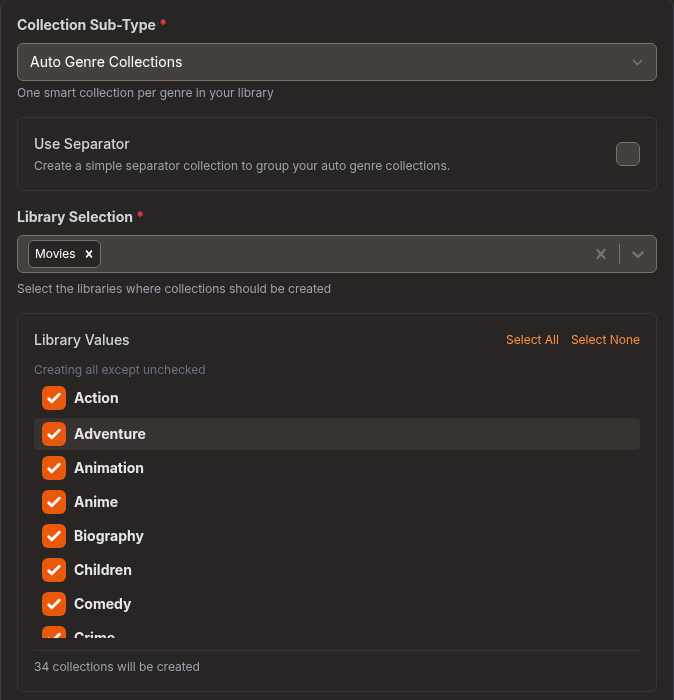 Collection Sub-Type *
Auto Genre Collections
One smart collection per genre in your library
Use Separator
Create a simple separator collection to group your auto genre collections.
Library Selection *
Movies
Select the libraries where collections should be created
Library Values Select All Select None
Creating all except unchecked
Action
Adventure
Animation
Anime
Biography
Children
Comedy
Crime
34 collections will be created